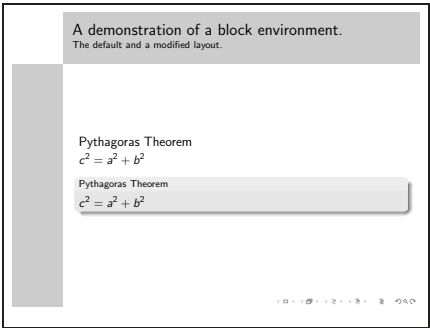 A demonstration of a block environment.
The default and a modified layout.
Pythagoras Theorem
c² = a² + b²
Pythagoras Theorem
c² = a² + b²